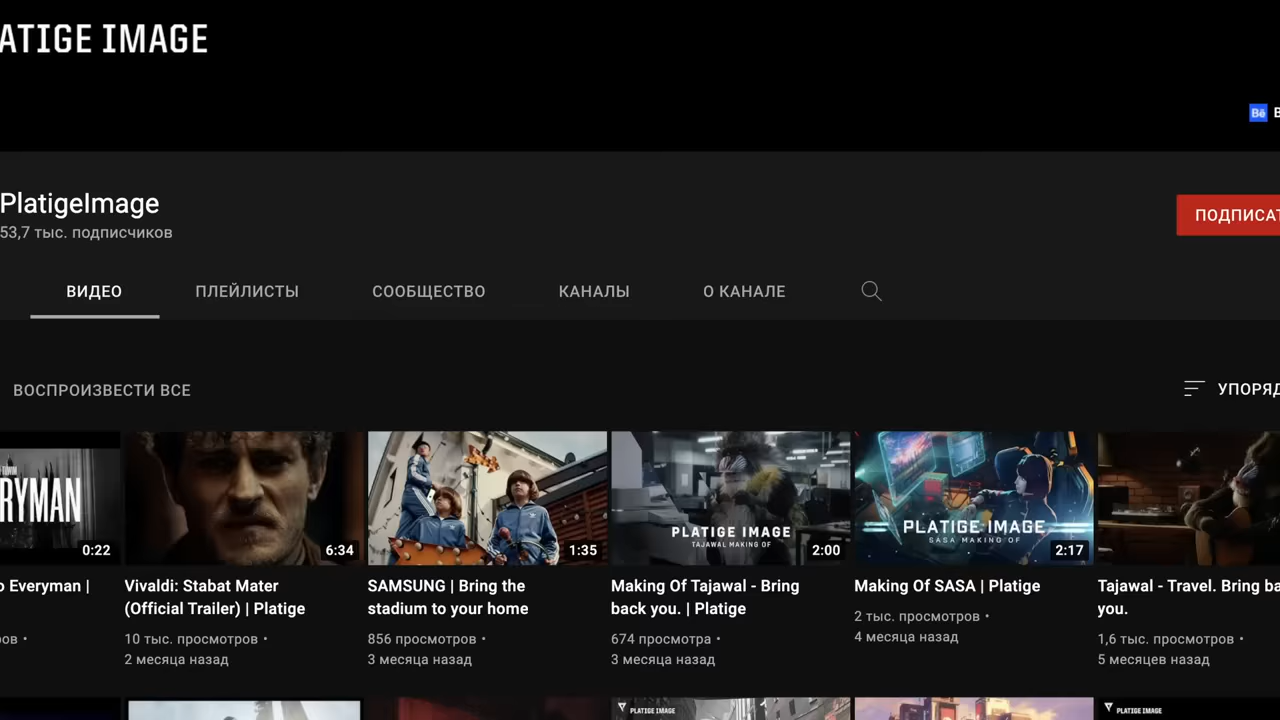 ATIGE IMAGE
Bē
PlatigeImage
53,7 тыс. подписчиков
ПОДПИСАТ
ВИДЕО
ПЛЕЙЛИСТЫ
СООБЩЕСТВО
КАНАЛЫ
О КАНАЛЕ
ВОСПРОИЗВЕСТИ ВСЕ
УПОРЯД
RYMAN
0:22
6:34
1:35
PLATIGE IMAGE
TAJAWAL MAKING OF
2:00
PLATIGE IMAGE
SASA MAKING OF
2:17
o Everyman |
ов •
Vivaldi: Stabat Mater
(Official Trailer) | Platige
10 тыс. просмотров •
2 месяца назад
SAMSUNG | Bring the
stadium to your home
856 просмотров •
3 месяца назад
Making Of Tajawal - Bring
back you. | Platige
674 просмотра •
3 месяца назад
Making Of SASA | Platige
2 тыс. просмотров •
4 месяца назад
Tajawal - Travel. Bring ba
you.
1,6 тыс. просмотров •
5 месяцев назад
PLATIGE IMAGE
PLATIGE IMAGE